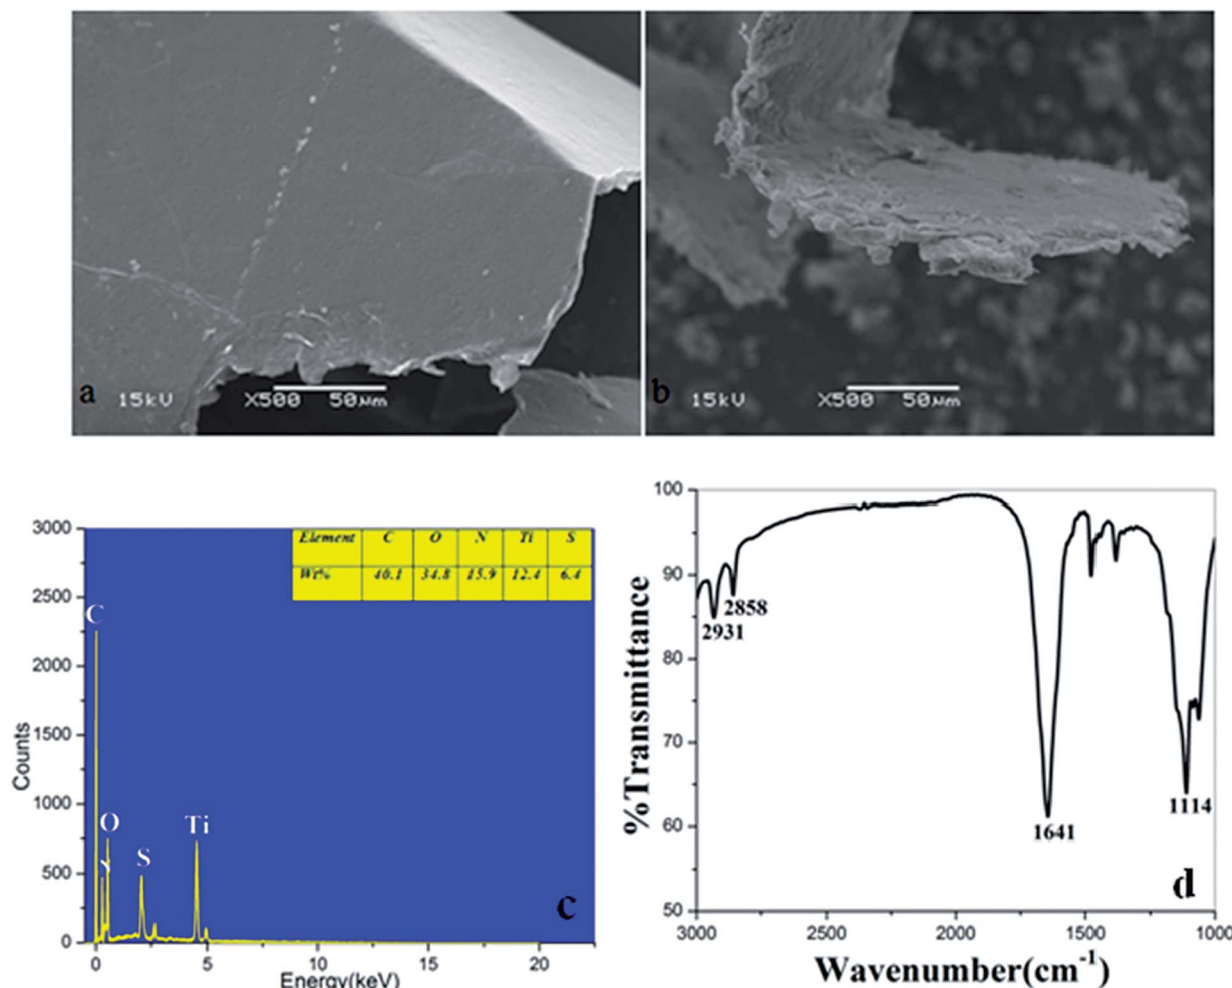 a
15kV X500 50μm
b
15kV X500 50μm
3000
2500
2000
1500
1000
500
0
Counts
Element C O N Ti S
Wt% 40.1 34.8 15.9 12.4 6.4
C
O
S
Ti
c
0 5 10 15 20
Energy(keV)
100
90
80
70
60
50
%Transmittance
2858
2931
1641
1114
d
3000 2500 2000 1500 1000
Wavenumber(cm⁻¹)